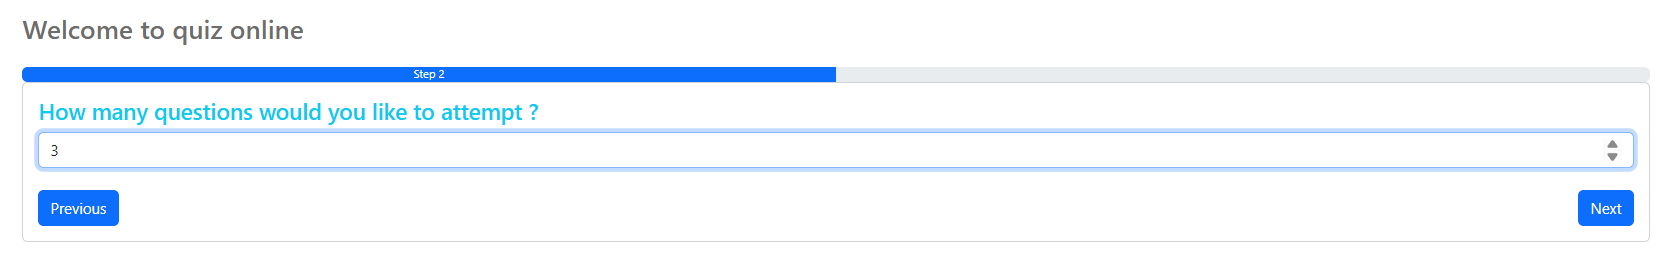 Welcome to quiz online
Step 2
How many questions would you like to attempt ?
3
Previous
Next